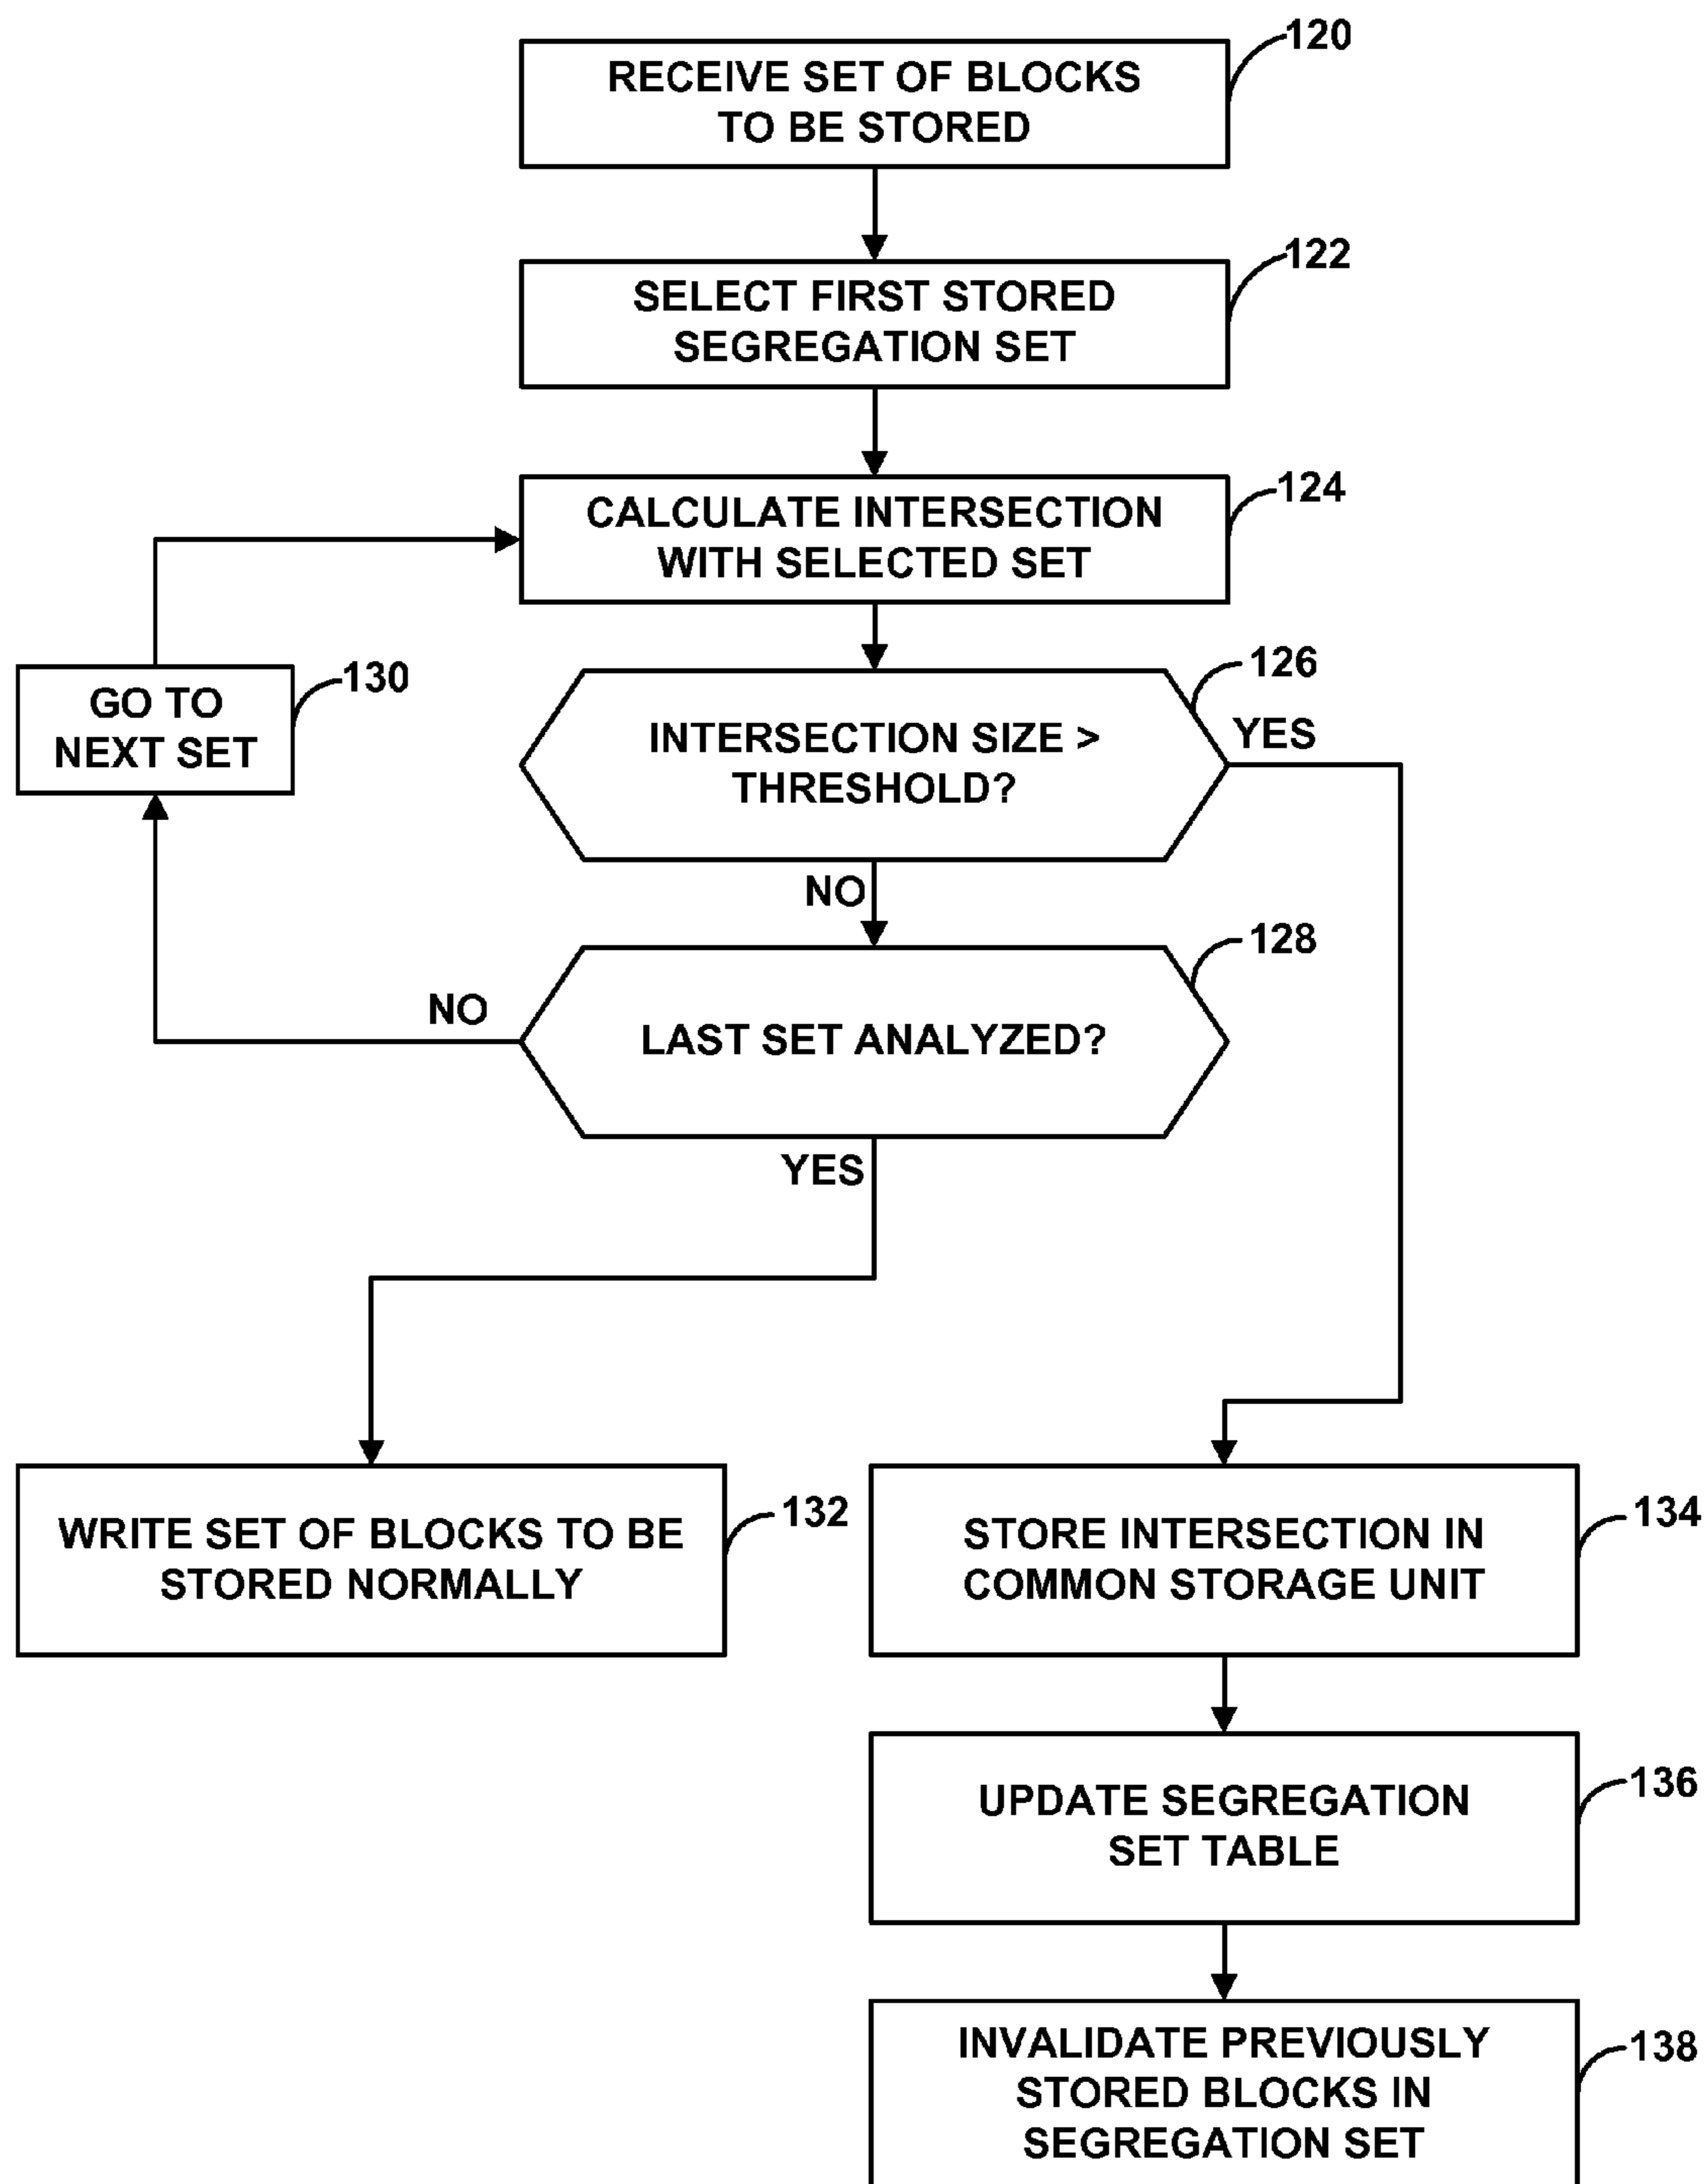 RECEIVE SET OF BLOCKS
TO BE STORED
120
SELECT FIRST STORED
SEGREGATION SET
122
CALCULATE INTERSECTION
WITH SELECTED SET
124
GO TO
NEXT SET
130
INTERSECTION SIZE >
THRESHOLD?
126
YES
NO
LAST SET ANALYZED?
128
NO
YES
WRITE SET OF BLOCKS TO BE
STORED NORMALLY
132
STORE INTERSECTION IN
COMMON STORAGE UNIT
134
UPDATE SEGREGATION
SET TABLE
136
INVALIDATE PREVIOUSLY
STORED BLOCKS IN
SEGREGATION SET
138